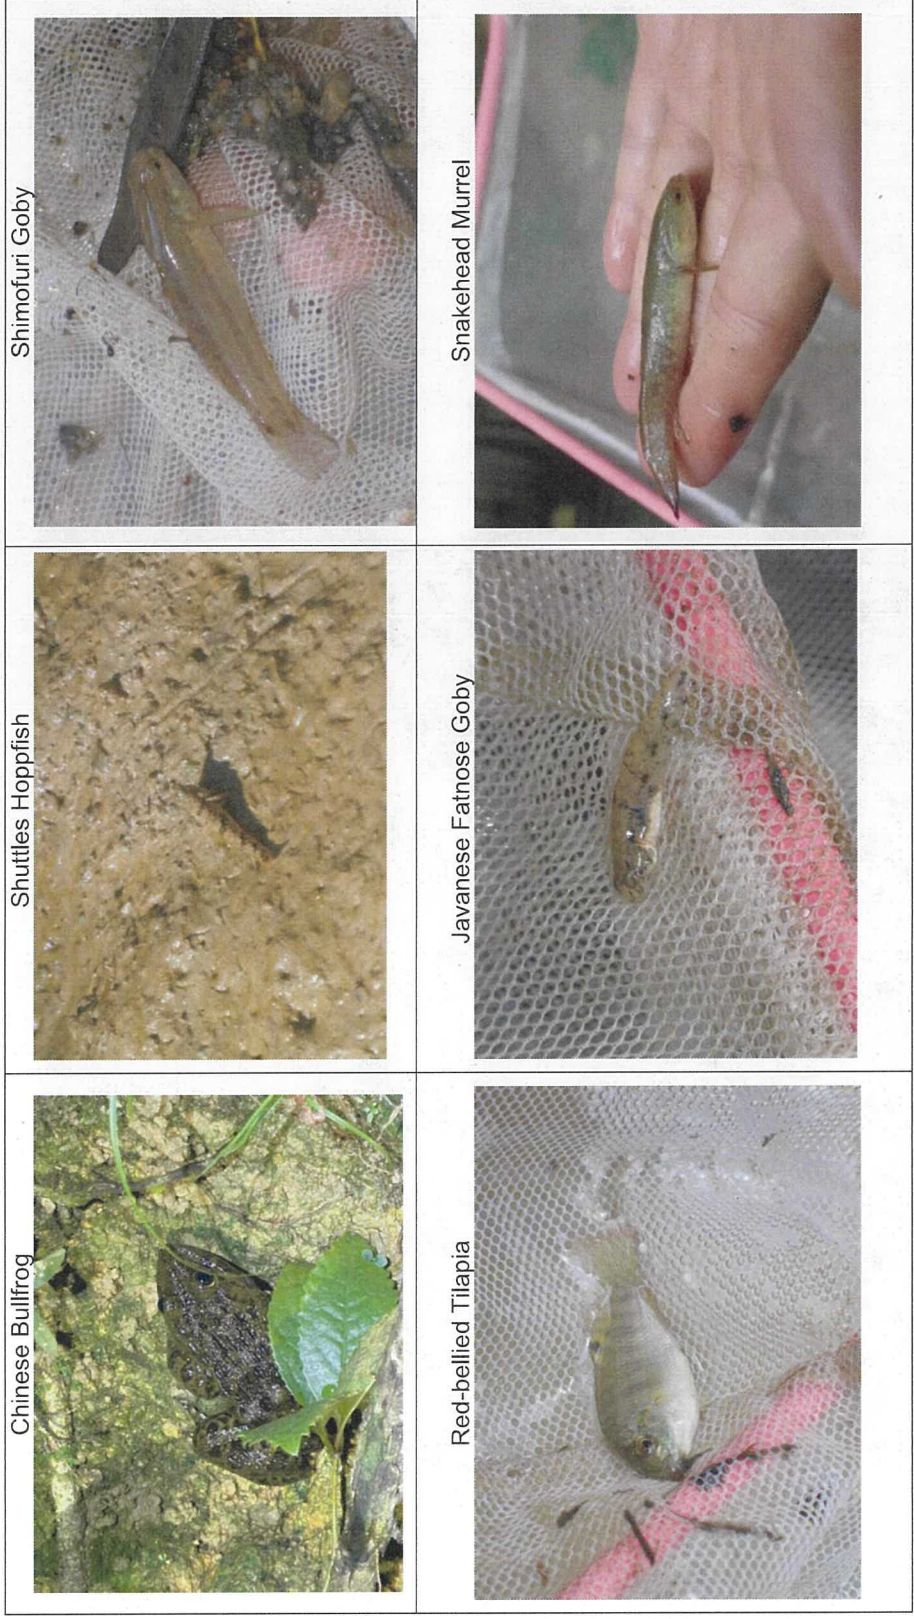 Chinese Bullfrog
Shuttles Hoppfish
Shimofuri Goby
Red-bellied Tilapia
Javanese Fatnose Goby
Snakehead Murrel